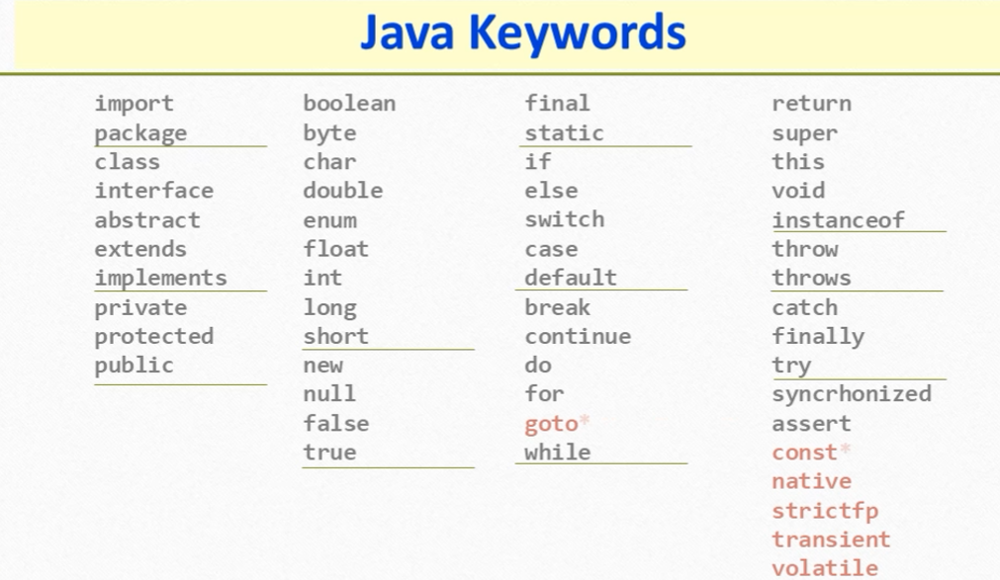 Java Keywords
import
package
class
interface
abstract
extends
implements
private
protected
public
boolean
byte
char
double
enum
float
int
long
short
new
null
false
true
final
static
if
else
switch
case
default
break
continue
do
for
goto*
while
return
super
this
void
instanceof
throw
throws
catch
finally
try
syncrhonized
assert
const*
native
strictfp
transient
volatile